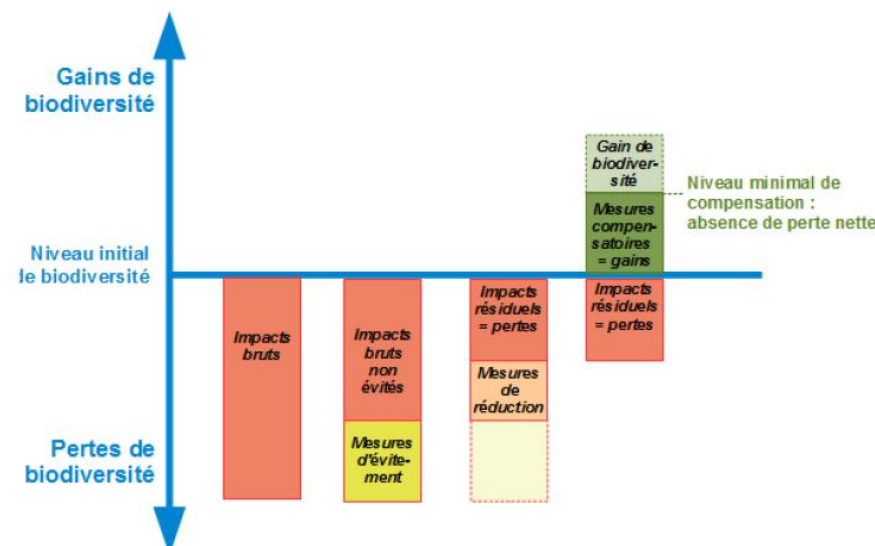 Gains de
biodiversité
Gain de
biodiver-
sité
Niveau minimal de
compensation :
absence de perte nette
Mesures
compen-
satoires
= gains
Niveau initial
de biodiversité
Impacts
bruts
Impacts
bruts
non
évités
Impacts
résiduels
= pertes
Impacts
résiduels
= pertes
Mesures
de
réduction
Mesures
d'évite-
ment
Pertes de
biodiversité